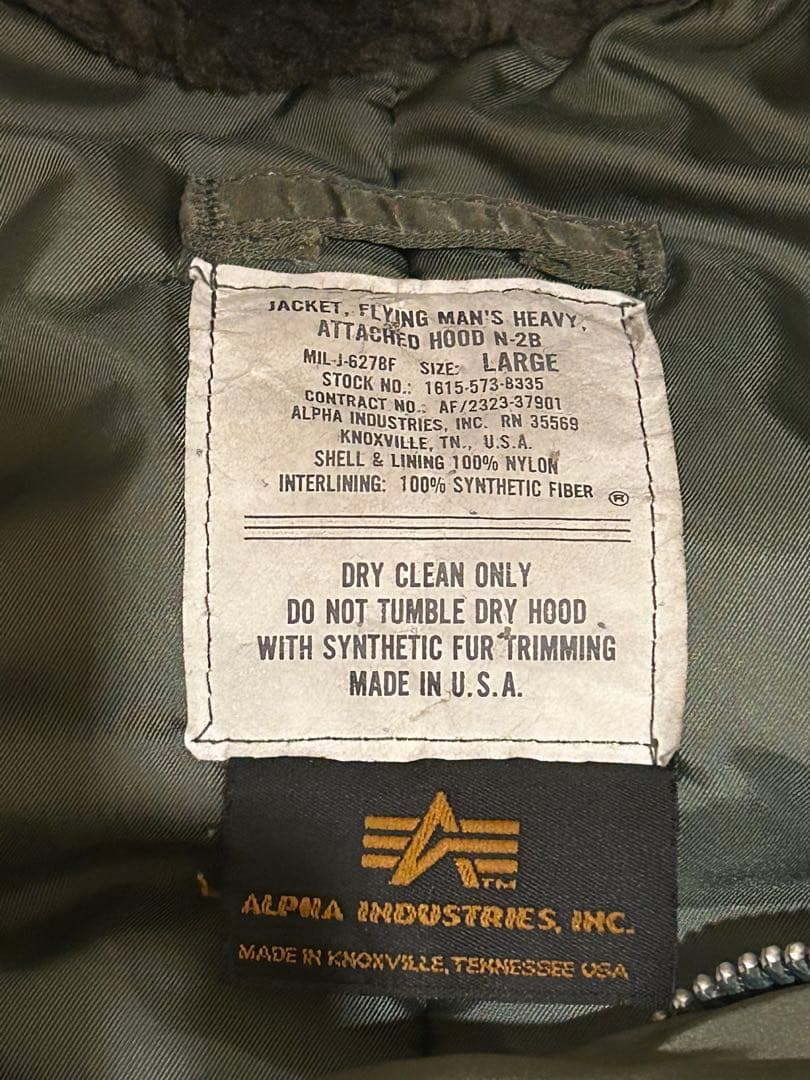 JACKET, FLYING MAN'S HEAVY,
ATTACHED HOOD N-2B
MIL-J-6278F SIZE: LARGE
STOCK NO.: 1615-573-8335
CONTRACT NO.: AF/2323-37901
ALPHA INDUSTRIES, INC. RN 35569
KNOXVILLE, TN., U.S.A.
SHELL & LINING 100% NYLON
INTERLINING: 100% SYNTHETIC FIBER ®
DRY CLEAN ONLY
DO NOT TUMBLE DRY HOOD
WITH SYNTHETIC FUR TRIMMING
MADE IN U.S.A.
TM
ALPHA INDUSTRIES, INC.
MADE IN KNOXVILLE, TENNESSEE USA